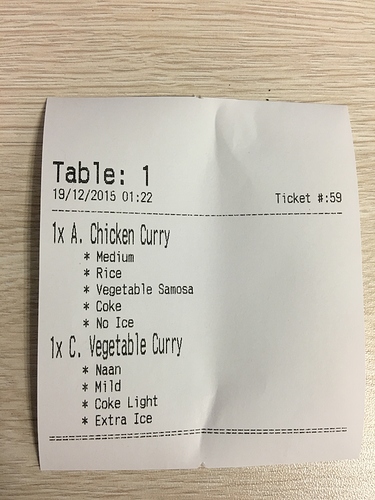 Table: 1
19/12/2015 01:22 Ticket #:59
1x A. Chicken Curry
* Medium
* Rice
* Vegetable Samosa
* Coke
* No Ice
1x C. Vegetable Curry
* Naan
* Mild
* Coke Light
* Extra Ice